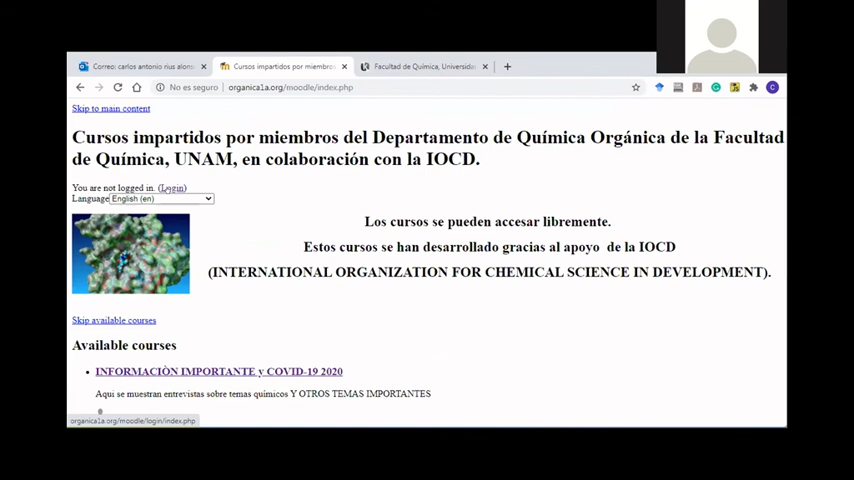 Correo: carlos antonio rius alons
Cursos impartidos por miembros
Facultad de Química, Universidad
No es seguro
organica1a.org/moodle/index.php
Skip to main content
Cursos impartidos por miembros del Departamento de Química Orgánica de la Facultad
de Química, UNAM, en colaboración con la IOCD.
You are not logged in. (Login)
Language English (en)
Los cursos se pueden accesar libremente.
Estos cursos se han desarrollado gracias al apoyo de la IOCD
(INTERNATIONAL ORGANIZATION FOR CHEMICAL SCIENCE IN DEVELOPMENT).
Skip available courses
Available courses
INFORMACIÒN IMPORTANTE y COVID-19 2020
Aqui se muestran entrevistas sobre temas químicos Y OTROS TEMAS IMPORTANTES
organica1a.org/moodle/login/index.php